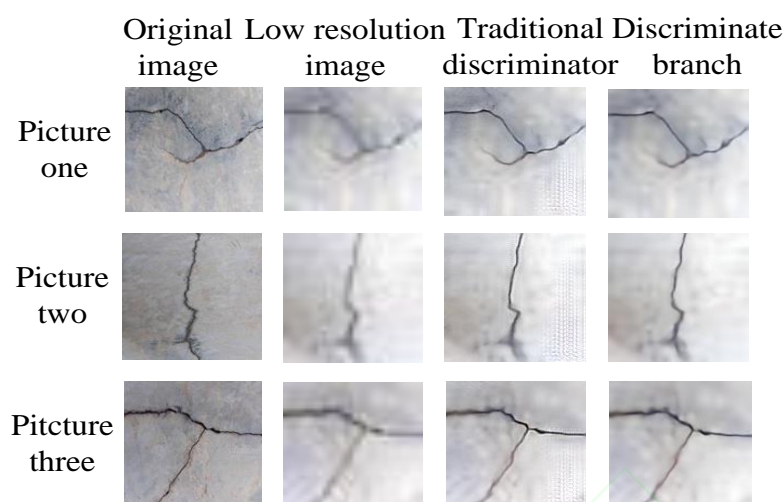 Original Low resolution Traditional Discriminate
image image discriminator branch
Picture
one
Picture
two
Pitcture
three